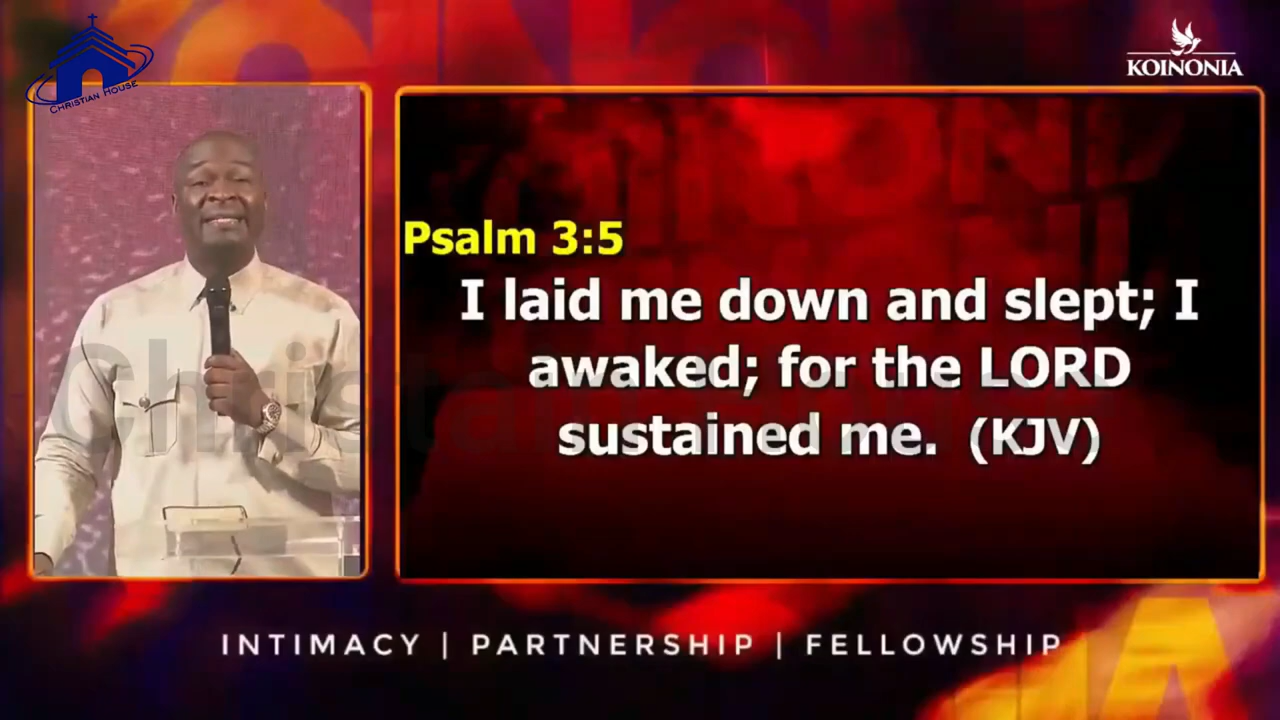 Christian House
KOINONIA
Psalm 3:5
I laid me down and slept; I
awaked; for the LORD
sustained me. (KJV)
INTIMACY | PARTNERSHIP | FELLOWSHIP